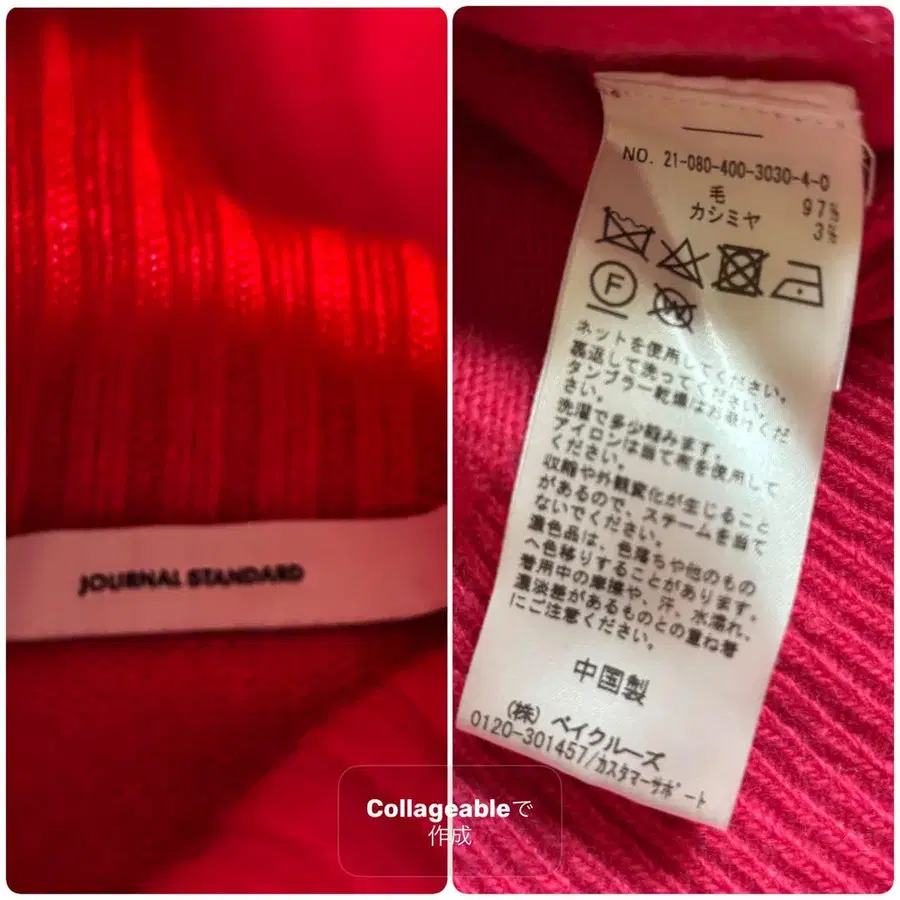 JOURNAL STANDARD
NO. 21-080-400-3030-4-0
毛 97%
カシミヤ 3%
F
W
ネットを使用してください。
裏返して洗ってください。
タンブラー乾燥はお避けくだ
さい。
洗濯で多少縮みます。
アイロンは当て布を使用して
ください。
収縮や外観変化が生じること
があるので、スチームを当て
ないでください。
濃色品は、色落ちや他のもの
へ色移りすることがあります。
着用中の摩擦や、汗、水濡れ、
濃淡差があるものとの重ね着
にご注意ください。
中国製
(株) ベイクルーズ
0120-301457/カスタマーサポート
Collageableで
作成